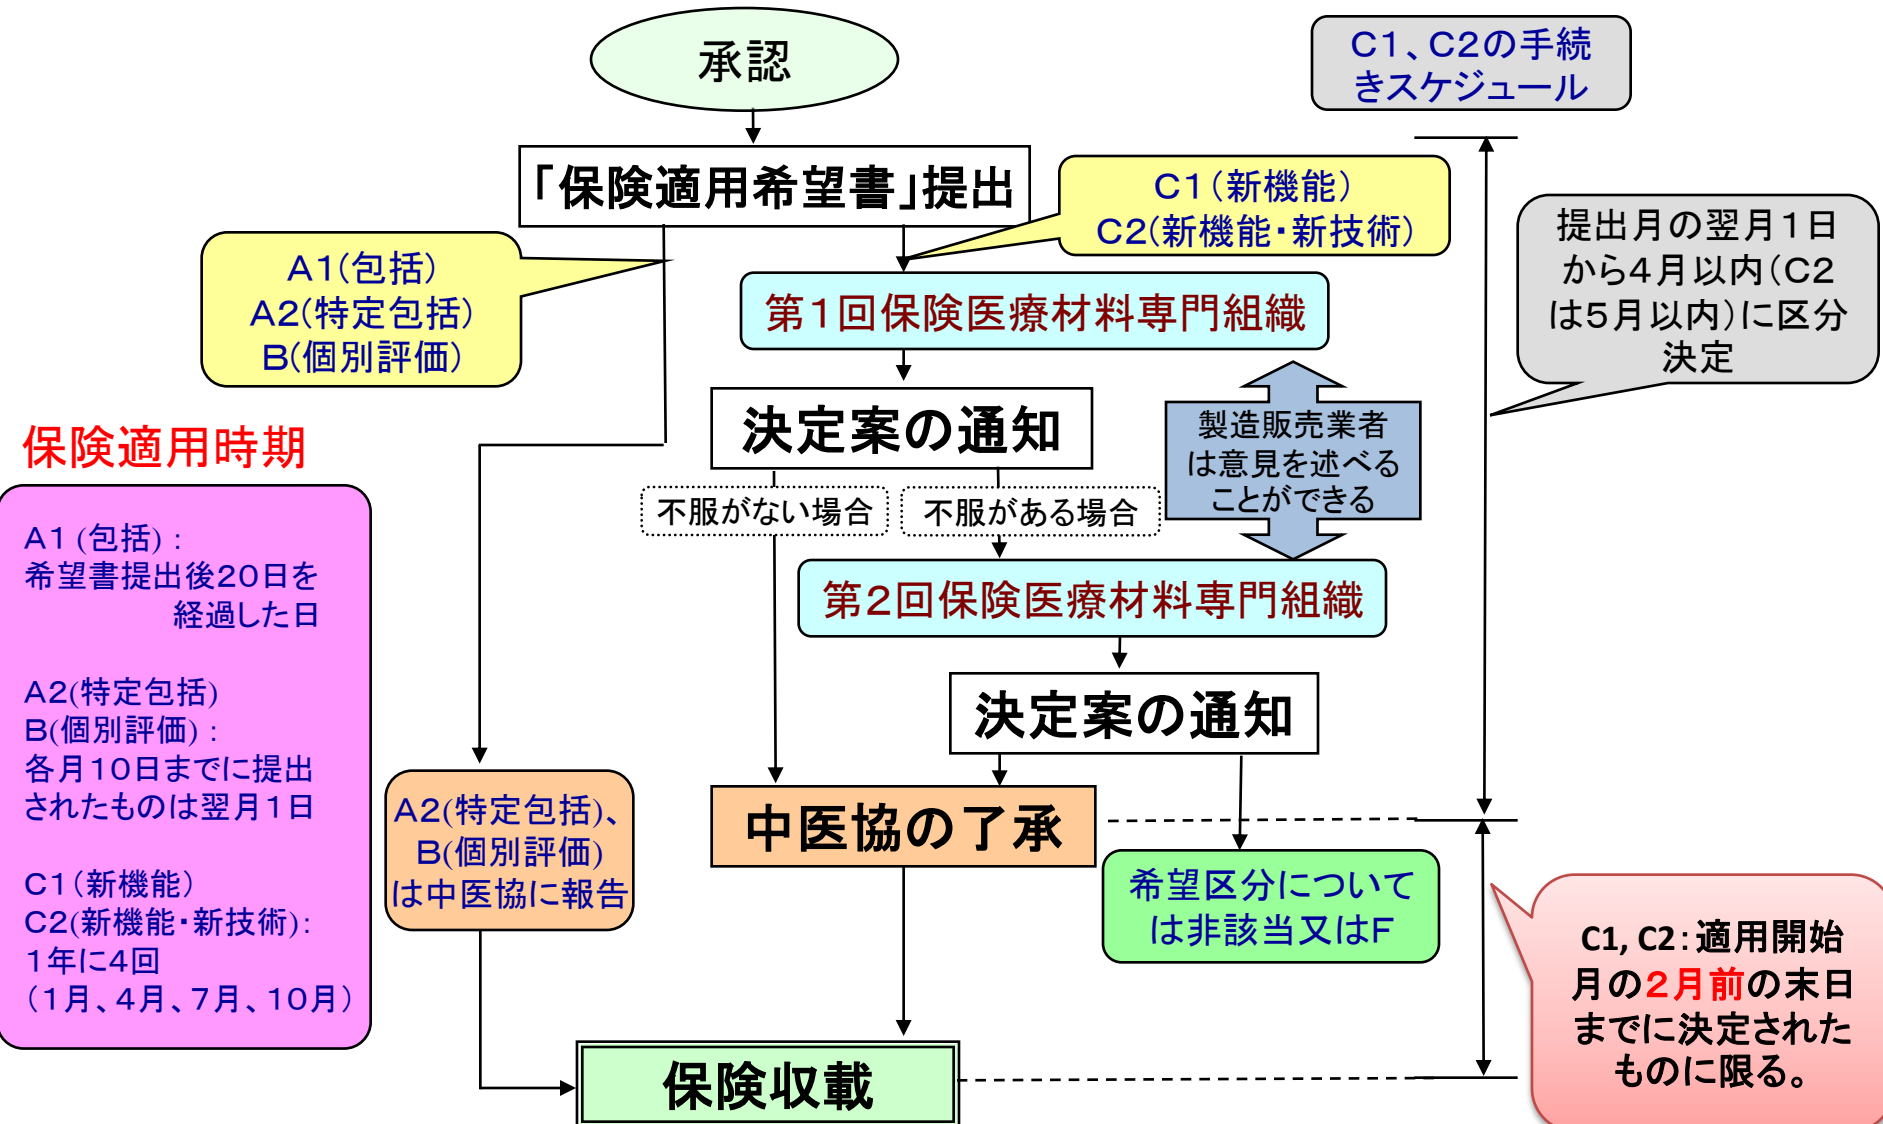 承認
C1、C2の手続
きスケジュール
「保険適用希望書」提出
C1(新機能)
C2(新機能・新技術)
A1(包括)
A2(特定包括)
B(個別評価)
提出月の翌月1日
から4月以内(C2
は5月以内)に区分
決定
第1回保険医療材料専門組織
決定案の通知
製造販売業者
は意見を述べる
ことができる
不服がない場合
不服がある場合
第2回保険医療材料専門組織
決定案の通知
保険適用時期
A1 (包括) :
希望書提出後20日を
経過した日
A2(特定包括)
B(個別評価) :
各月10日までに提出
されたものは翌月1日
C1(新機能)
C2(新機能・新技術):
1年に4回
(1月、4月、7月、10月)
A2(特定包括)、
B(個別評価)
は中医協に報告
中医協の了承
希望区分について
は非該当又はF
C1, C2:適用開始
月の2月前の末日
までに決定された
ものに限る。
保険収載